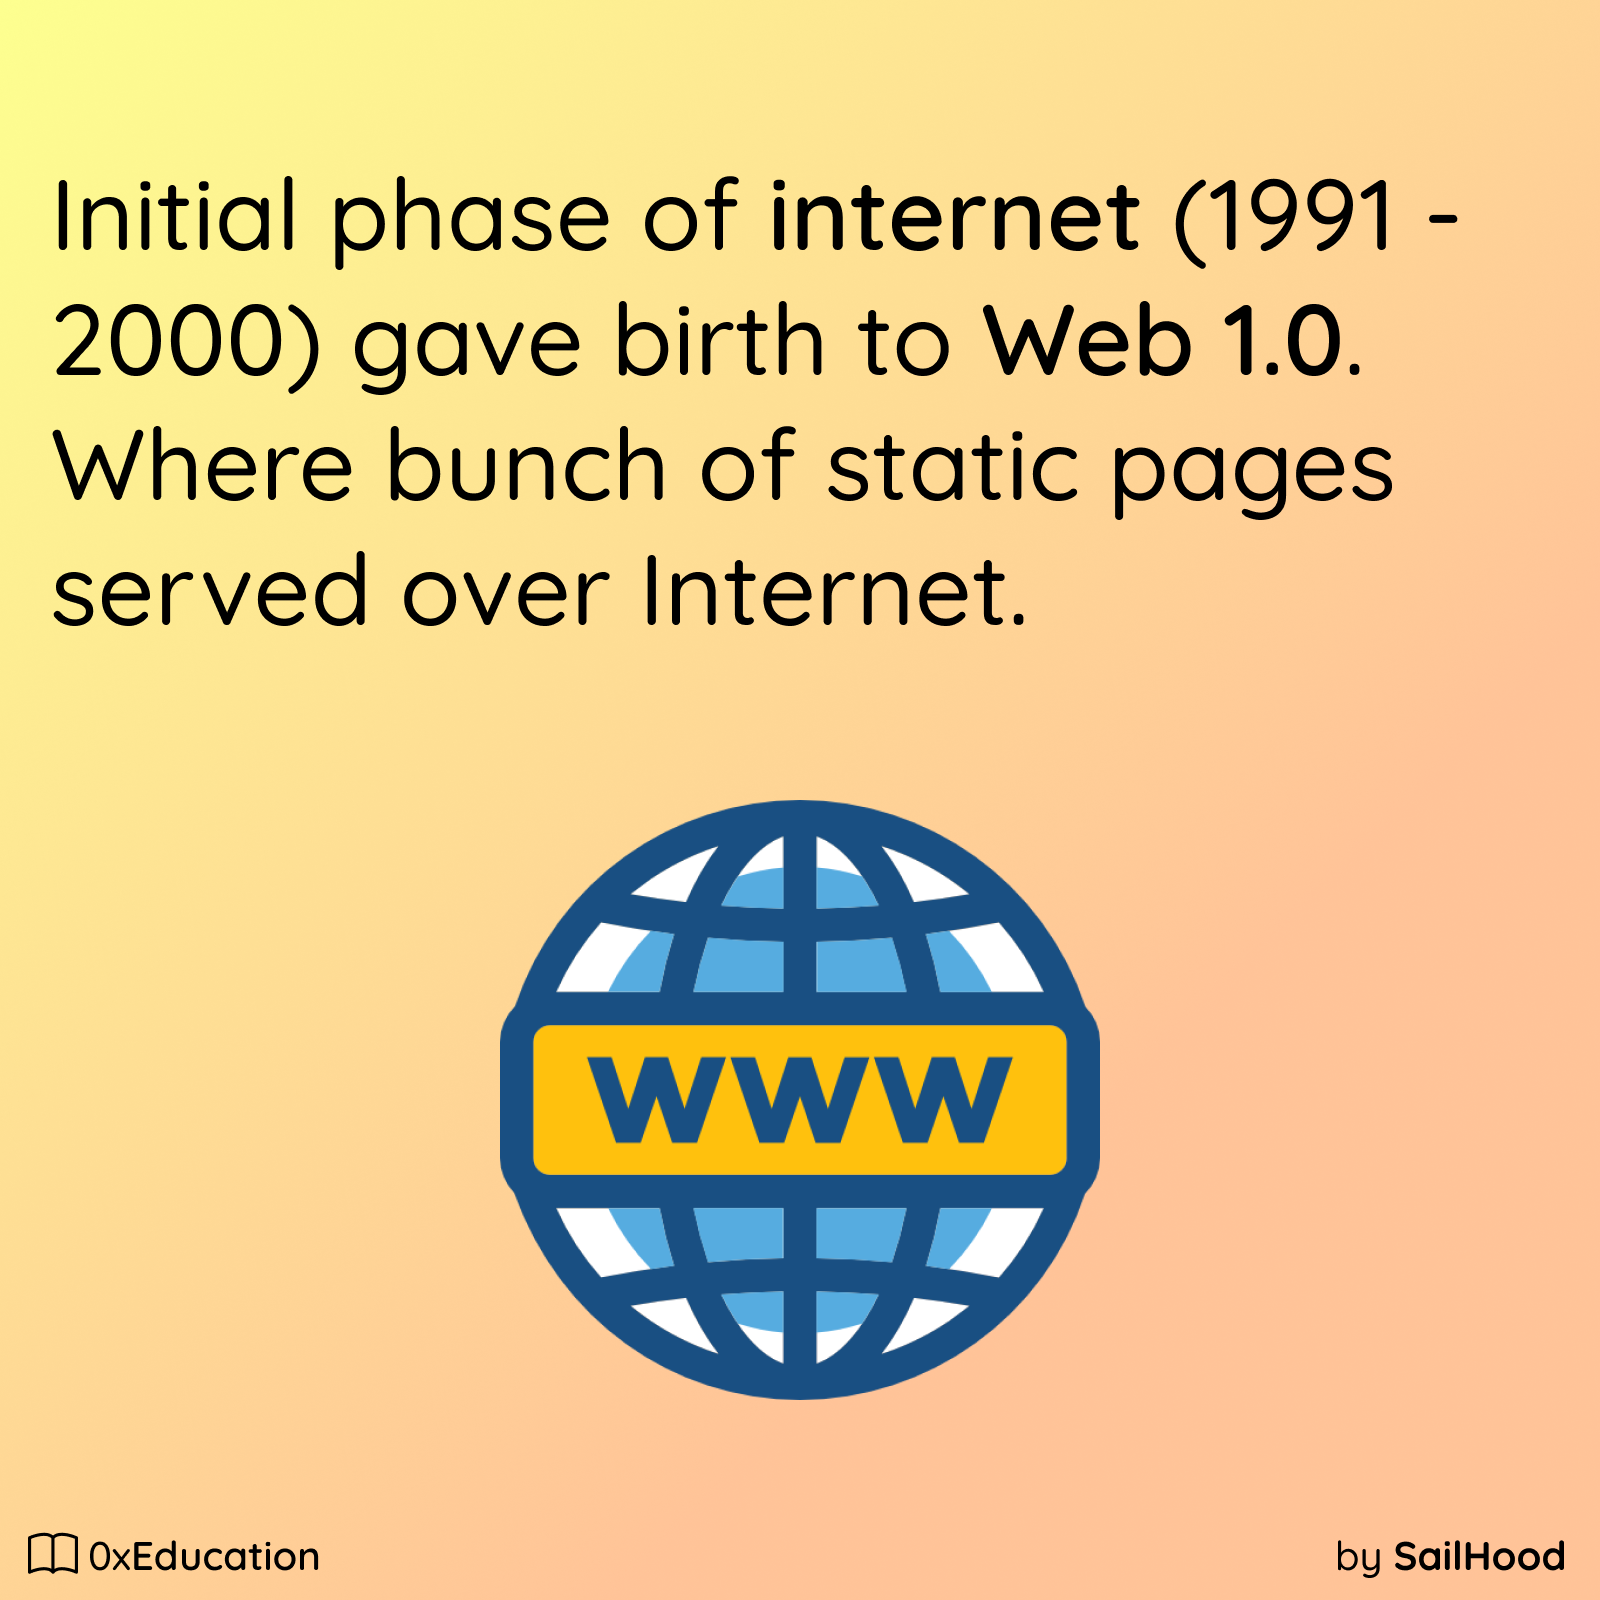 Initial phase of internet (1991 -
2000) gave birth to Web 1.0.
Where bunch of static pages
served over Internet.
WWW
0xEducation
by SailHood